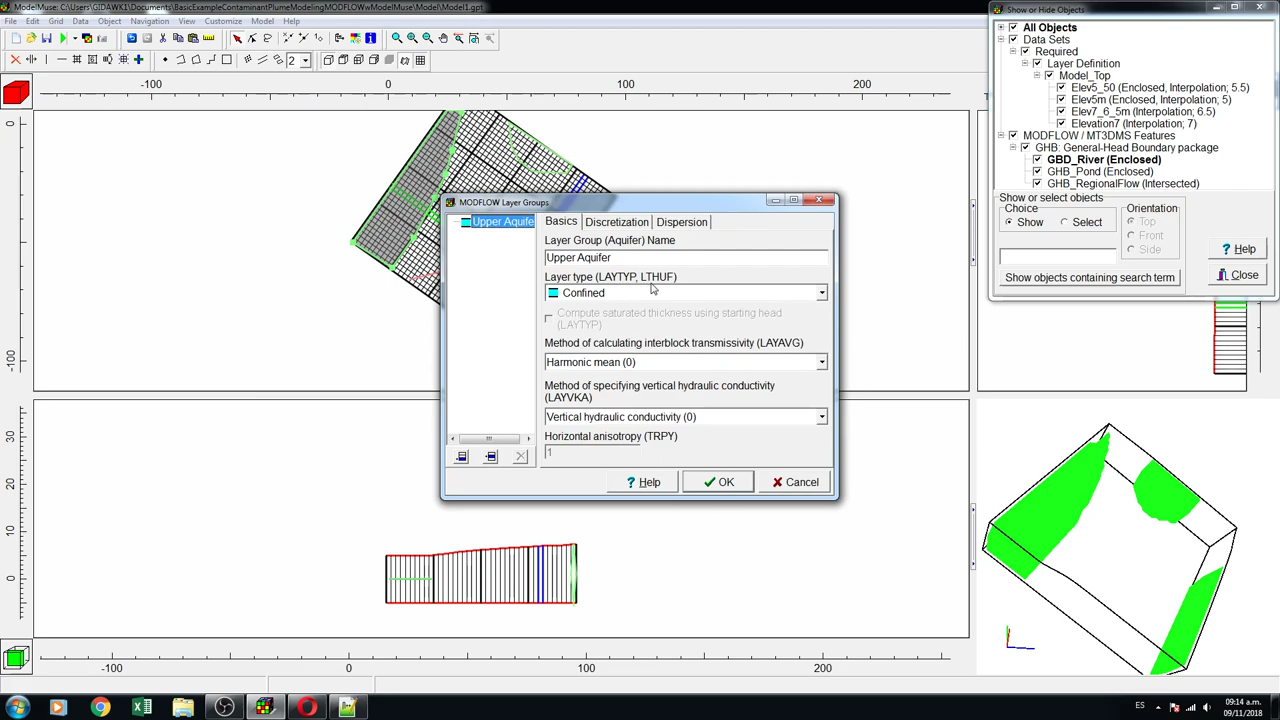 ModelMuse: C:\Users\GIDAWK1\Documents\BasicExampleContaminantPlumeModelingMODFLOWwModelMuse\Model\Model1.gpt
File Edit Grid Data Object Navigation View Customize Model Help
2
-100 0 100 200
0
-100
MODFLOW Layer Groups
Upper Aquife
Basics Discretization Dispersion
Layer Group (Aquifer) Name
Upper Aquifer
Layer type (LAYTYP, LTHUF)
Confined
Compute saturated thickness using starting head
(LAYTYP)
Method of calculating interblock transmissivity (LAYAVG)
Harmonic mean (0)
Method of specifying vertical hydraulic conductivity
(LAYVKA)
Vertical hydraulic conductivity (0)
Horizontal anisotropy (TRPY)
1
Help OK Cancel
Show or Hide Objects
All Objects
Data Sets
Required
Layer Definition
Model_Top
Elev5_50 (Enclosed, Interpolation; 5.5)
Elev5m (Enclosed, Interpolation; 5)
Elev7_6_5m (Interpolation; 6.5)
Elevation7 (Interpolation; 7)
MODFLOW / MT3DMS Features
GHB: General-Head Boundary package
GBD_River (Enclosed)
GHB_Pond (Enclosed)
GHB_RegionalFlow (Intersected)
Show or select objects
Choice
Show Select
Orientation
Top
Front
Side
Help
Show objects containing search term
Close
30
20
10
0
-100 0 100 200
ES
09:14 a.m.
09/11/2018